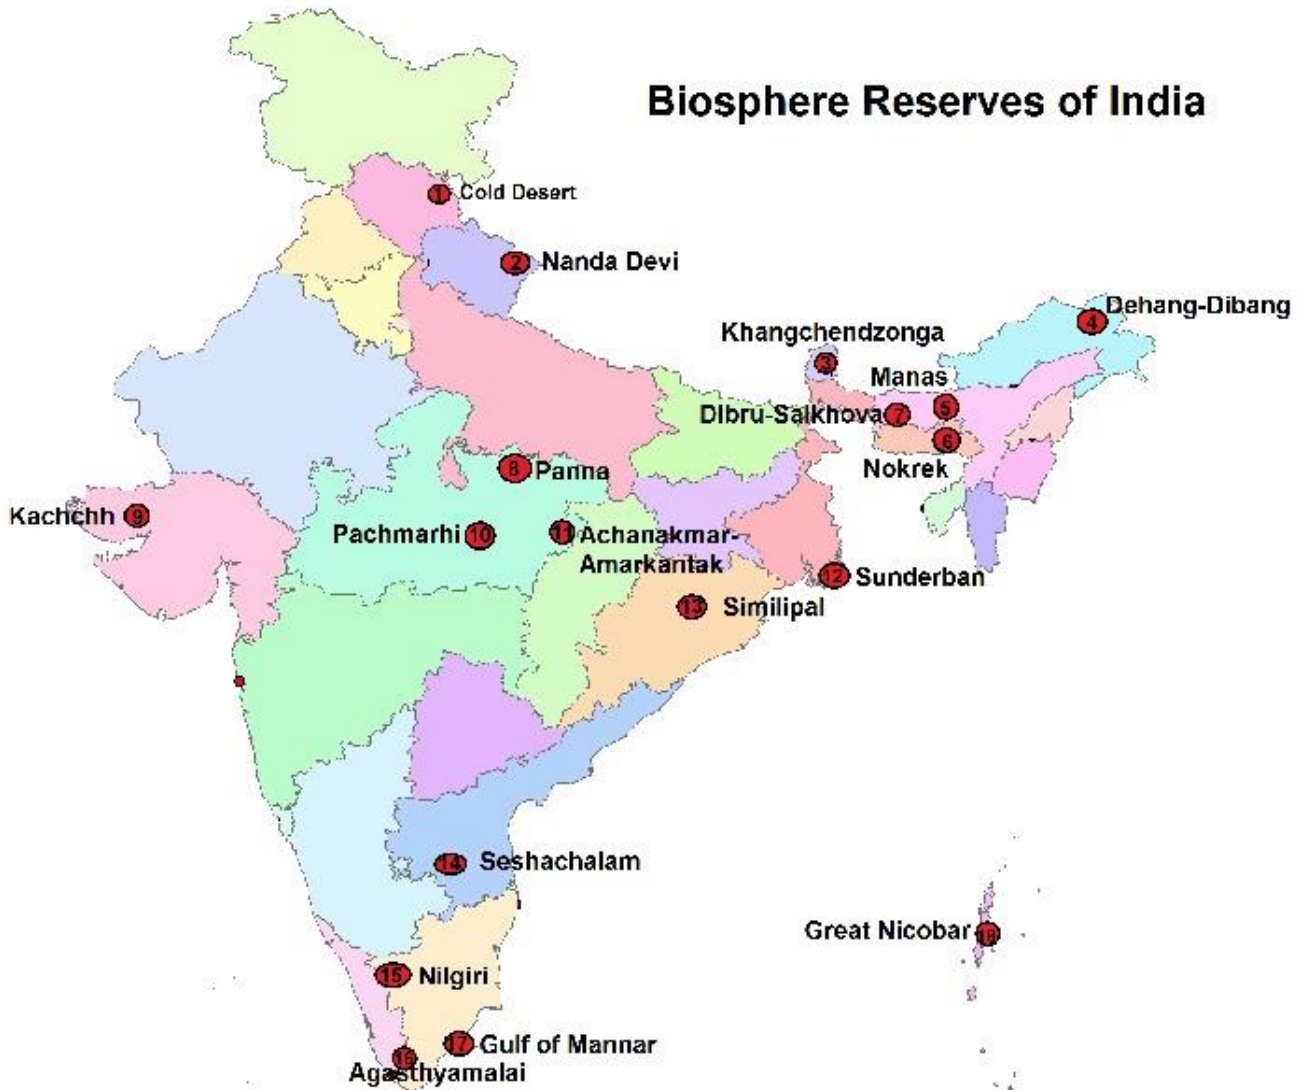 Biosphere Reserves of India
1 Cold Desert
2 Nanda Devi
Dehang-Dibang
4
Khangchendzonga
3
Manas
5
Dibru-Saikhova 7
6
Nokrek
8 Panna
Kachchh 9
Pachmarhi 10
11 Achanakmar-
Amarkantak
12 Sunderban
13 Similipal
14 Seshachalam
Great Nicobar 18
15 Nilgiri
17 Gulf of Mannar
16
Agasthyamalai